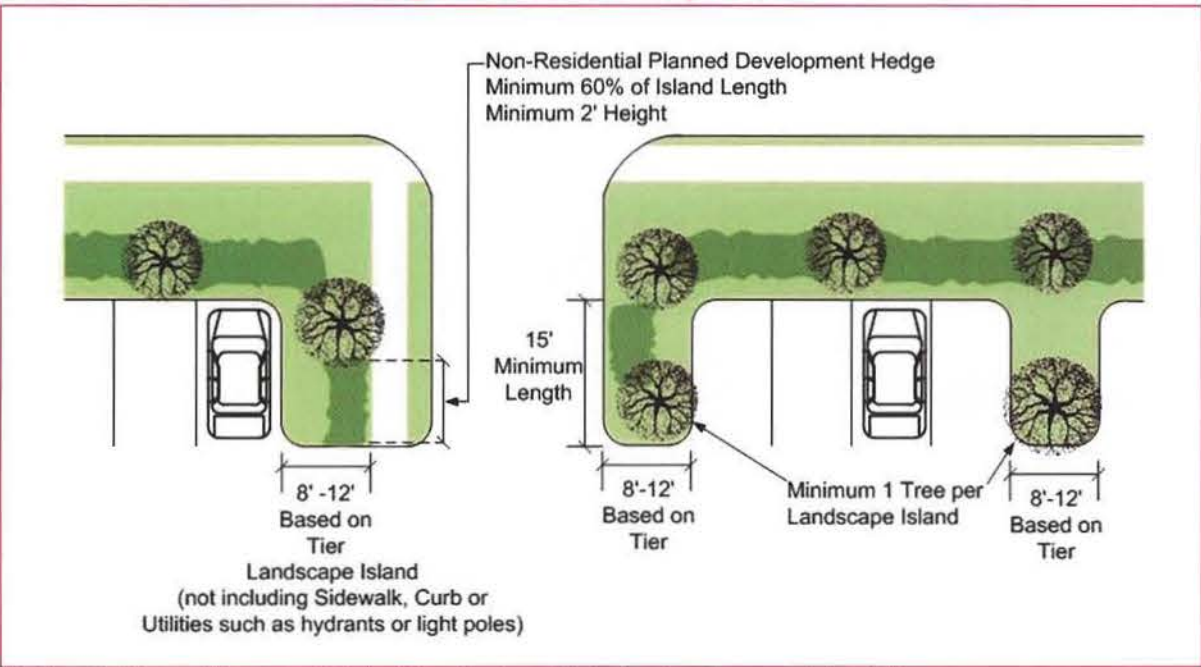 Non-Residential Planned Development Hedge
Minimum 60% of Island Length
Minimum 2' Height
15'
Minimum
Length
8' -12'
Based on
Tier
Landscape Island
(not including Sidewalk, Curb or
Utilities such as hydrants or light poles)
8'-12'
Based on
Tier
Minimum 1 Tree per
Landscape Island
8'-12'
Based on
Tier